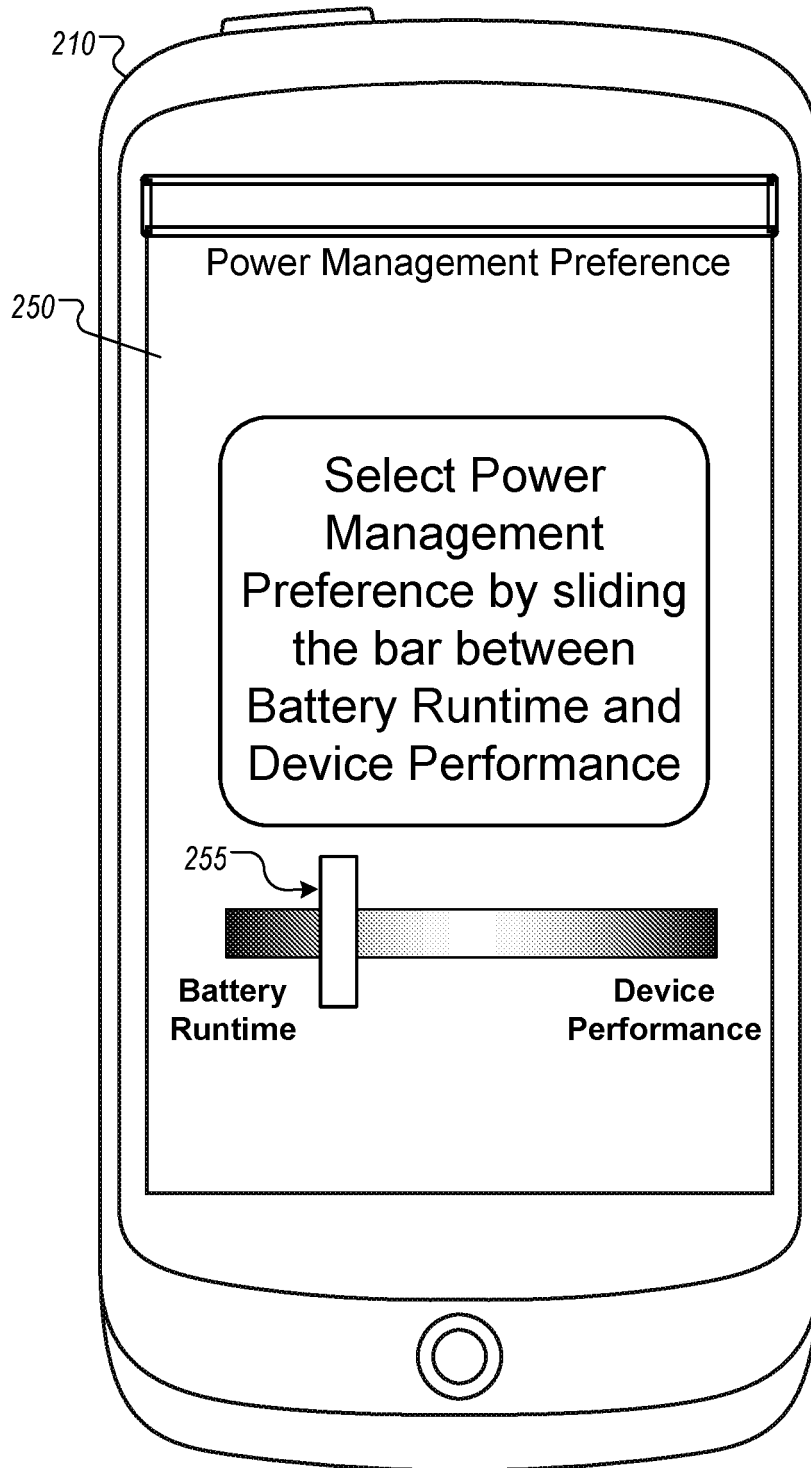 210
Power Management Preference
250
Select Power
Management
Preference by sliding
the bar between
Battery Runtime and
Device Performance
255
Battery
Runtime
Device
Performance